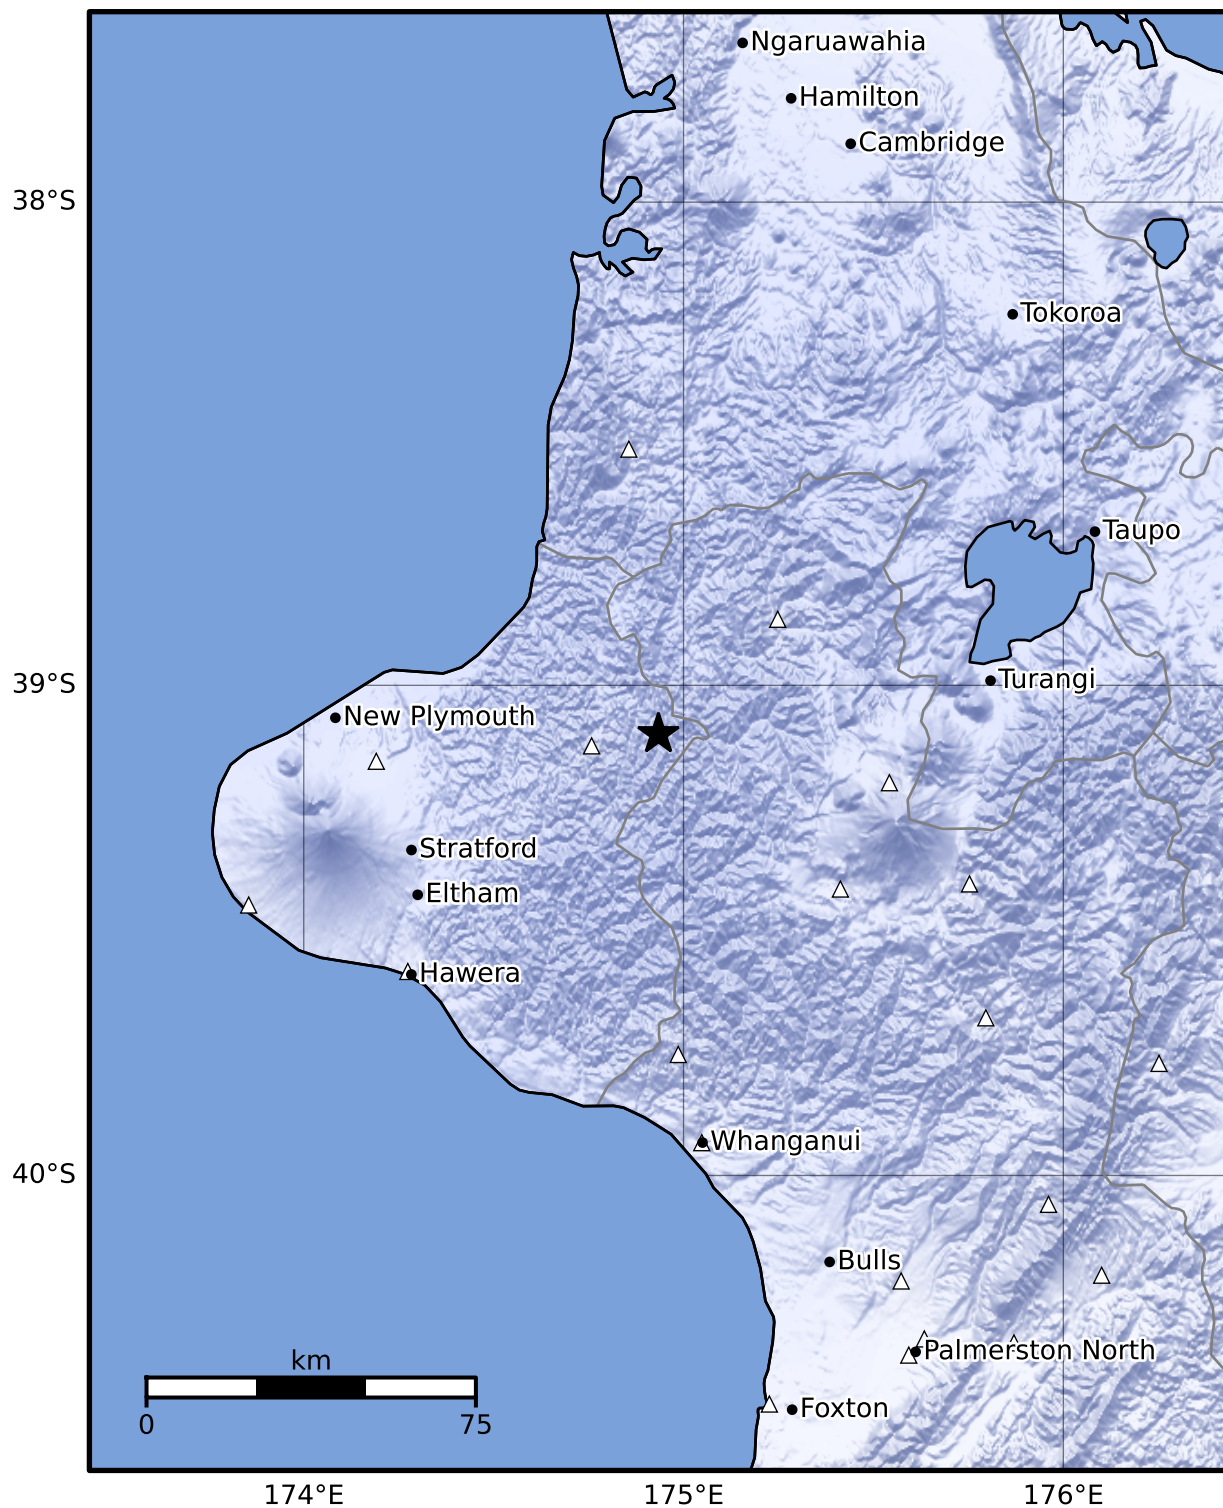 Ngaruawahia
Hamilton
Cambridge
38°S
Tokoroa
Taupo
39°S
Turangi
New Plymouth
Stratford
Eltham
Hawera
Whanganui
40°S
Bulls
Palmerston North
km
Foxton
0 75
174°E 175°E 176°E